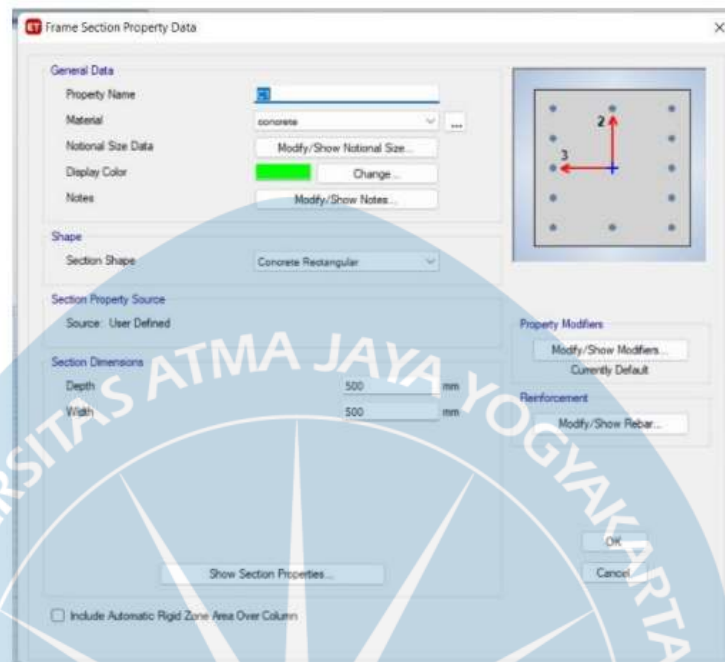 ET Frame Section Property Data
General Data
Property Name C1
Material concrete ...
Notional Size Data Modify/Show Notional Size...
Display Color Change...
Notes Modify/Show Notes...
2
3
Shape
Section Shape Concrete Rectangular
Section Property Source
Source: User Defined
Property Modifiers
Modify/Show Modifiers...
Currently Default
Section Dimensions
Depth 500 mm
Width 500 mm
Reinforcement
Modify/Show Rebar...
OK
Show Section Properties...
Cancel
Include Automatic Rigid Zone Area Over Column
RSITAS ATMA JAYA YOGYAKARTA